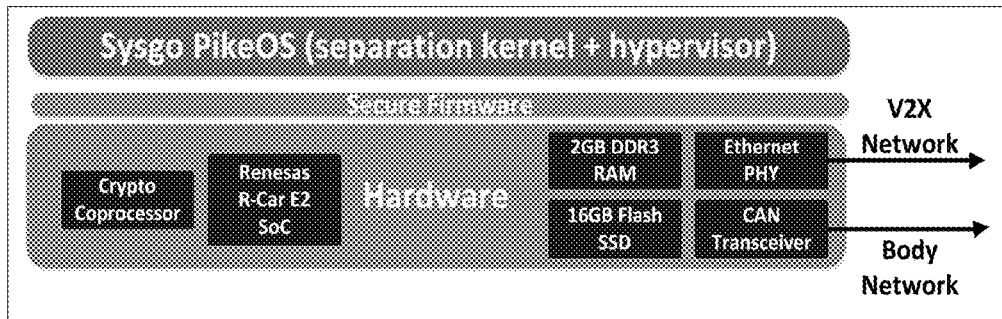 Sysgo PikeOS (separation kernel + hypervisor)
Secure Firmware
Hardware
Crypto
Coprocessor
Renesas
R-Car E2
SoC
2GB DDR3
RAM
Ethernet
PHY
16GB Flash
SSD
CAN
Transceiver
V2X
Network
Body
Network